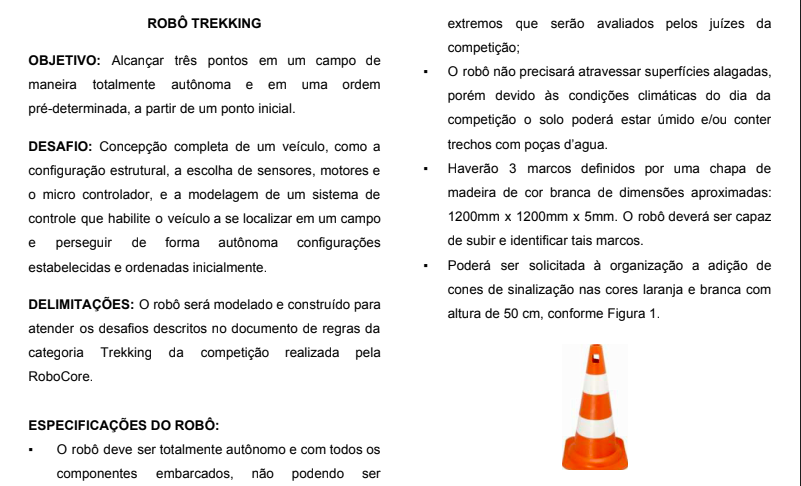 ROBÔ TREKKING
OBJETIVO: Alcançar três pontos em um campo de
maneira totalmente autônoma e em uma ordem
pré-determinada, a partir de um ponto inicial.
DESAFIO: Concepção completa de um veículo, como a
configuração estrutural, a escolha de sensores, motores e
o micro controlador, e a modelagem de um sistema de
controle que habilite o veículo a se localizar em um campo
e perseguir de forma autônoma configurações
estabelecidas e ordenadas inicialmente.
DELIMITAÇÕES: O robô será modelado e construído para
atender os desafios descritos no documento de regras da
categoria Trekking da competição realizada pela
RoboCore.
ESPECIFICAÇÕES DO ROBÔ:
▪ O robô deve ser totalmente autônomo e com todos os
componentes embarcados, não podendo ser
extremos que serão avaliados pelos juízes da
competição;
▪ O robô não precisará atravessar superfícies alagadas,
porém devido às condições climáticas do dia da
competição o solo poderá estar úmido e/ou conter
trechos com poças d'agua.
▪ Haverão 3 marcos definidos por uma chapa de
madeira de cor branca de dimensões aproximadas:
1200mm x 1200mm x 5mm. O robô deverá ser capaz
de subir e identificar tais marcos.
▪ Poderá ser solicitada à organização a adição de
cones de sinalização nas cores laranja e branca com
altura de 50 cm, conforme Figura 1.